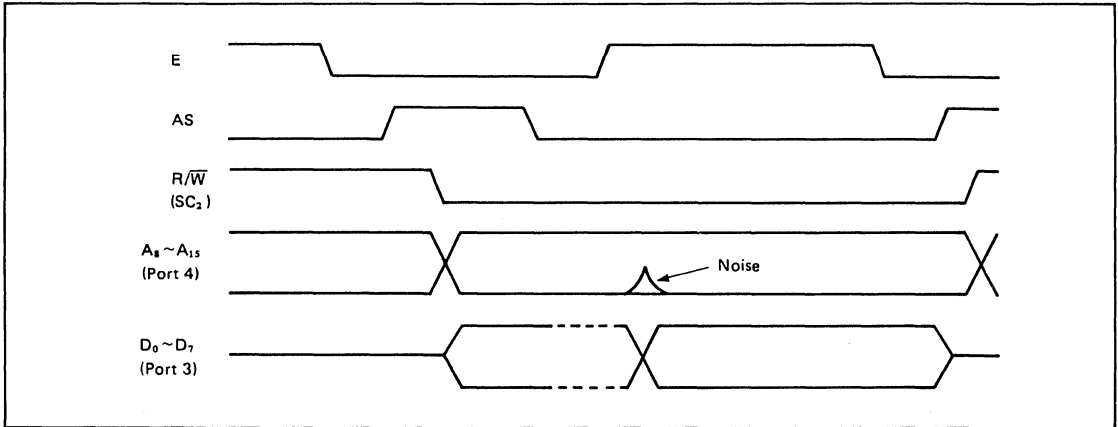 E
AS
R/W̅
(SC₂)
A₈~A₁₅
(Port 4)
Noise
D₀~D₇
(Port 3)